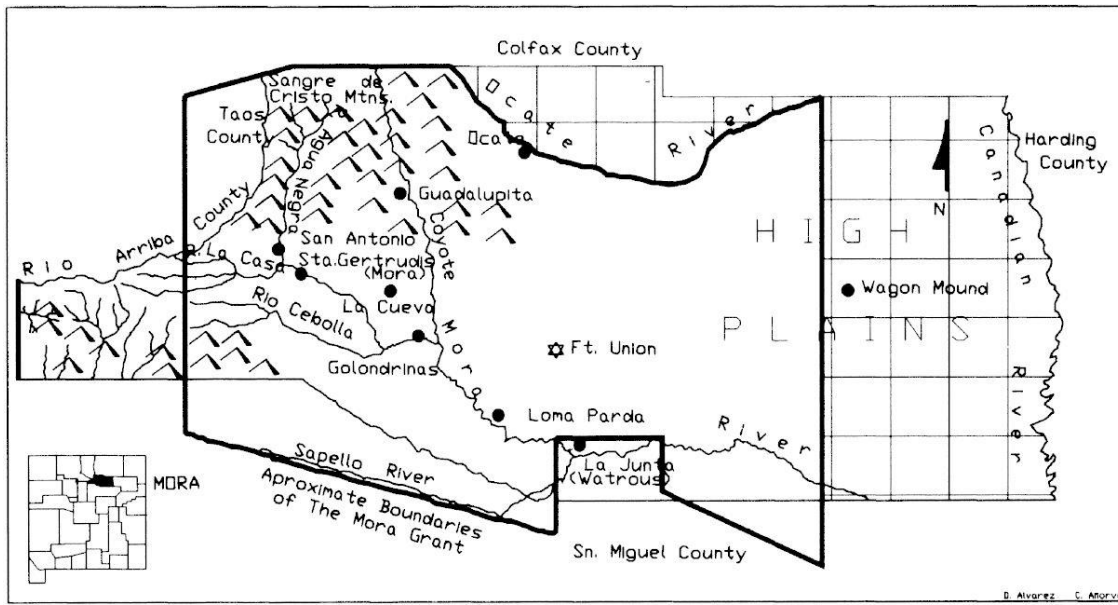 Colfax County
Sangre de
Cristo Mtns.
Taos
Count
Agua Negra
Ocate
River
Ocate
Guadalupita
Coyote
Harding
County
Canadian
River
N
HIGH
PLAINS
Wagon Mound
RIO
Arriba County
R. La Casa
San Antonio
Sta. Gertrudis
(Mora)
La Cueva
Rio Cebolla
Golondrinas
Mora
River
Ft. Union
Loma Parda
La Junta
(Watrous)
Sapello River
Aproximate Boundaries
of The Mora Grant
Sn. Miguel County
MORA
D. Alvarez